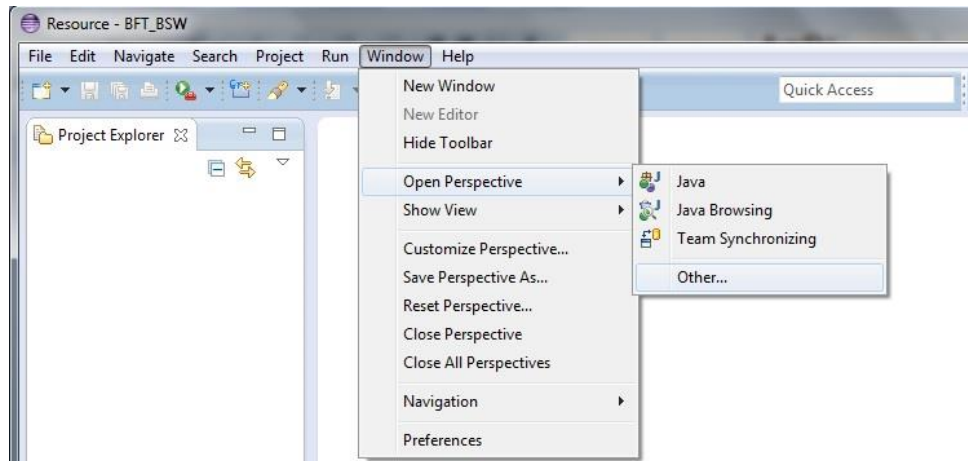 Resource - BFT_BSW
File Edit Navigate Search Project Run Window Help
Quick Access
Project Explorer
New Window
New Editor
Hide Toolbar
Open Perspective
Show View
Customize Perspective...
Save Perspective As...
Reset Perspective...
Close Perspective
Close All Perspectives
Navigation
Preferences
Java
Java Browsing
Team Synchronizing
Other...